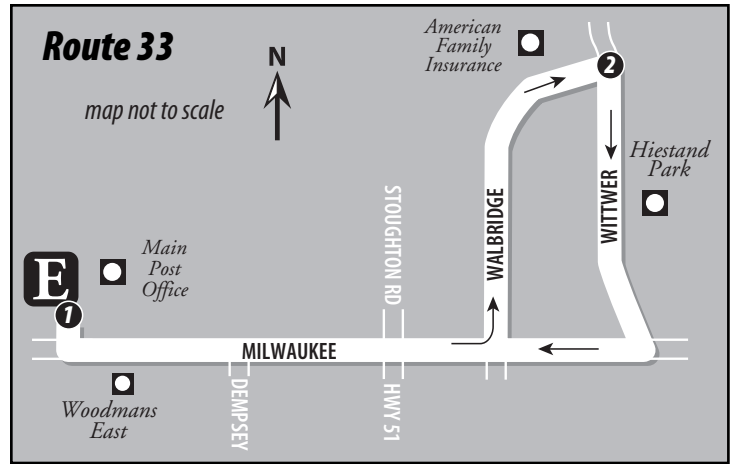 Route 33
map not to scale
N
American
Family
Insurance
2
Hiestand
Park
WITTWER
WALBRIDGE
STOUGHTON RD
Main
Post
Office
E
1
MILWAUKEE
DEMPSEY
HWY 51
Woodmans
East